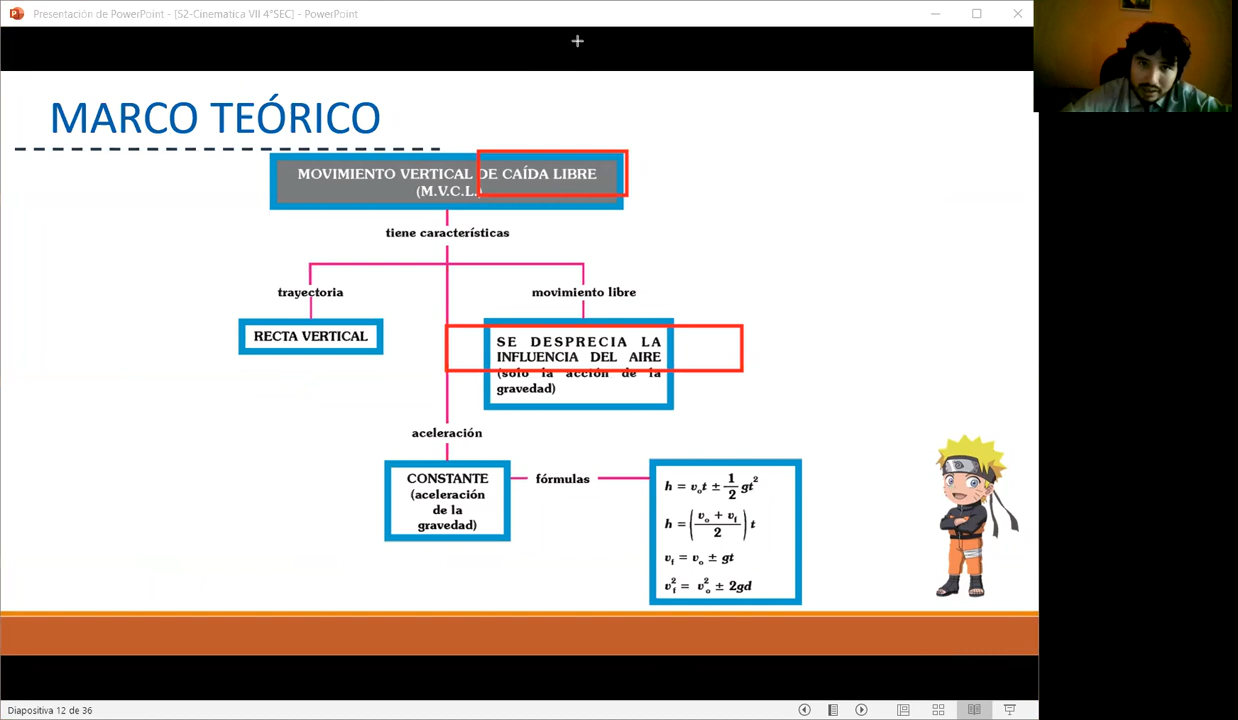 Presentación de PowerPoint - [S2-Cinematica VII 4°SEC] - PowerPoint
MARCO TEÓRICO
MOVIMIENTO VERTICAL DE CAÍDA LIBRE
(M.V.C.L.)
tiene características
trayectoria
movimiento libre
RECTA VERTICAL
SE DESPRECIA LA
INFLUENCIA DEL AIRE
(solo la acción de la
gravedad)
aceleración
CONSTANTE
(aceleración
de la
gravedad)
fórmulas
h = v₀t ± 1/2 gt²
h = ((v₀ + v_f)/2) t
v_f = v₀ ± gt
v_f² = v₀² ± 2gd
Diapositiva 12 de 36